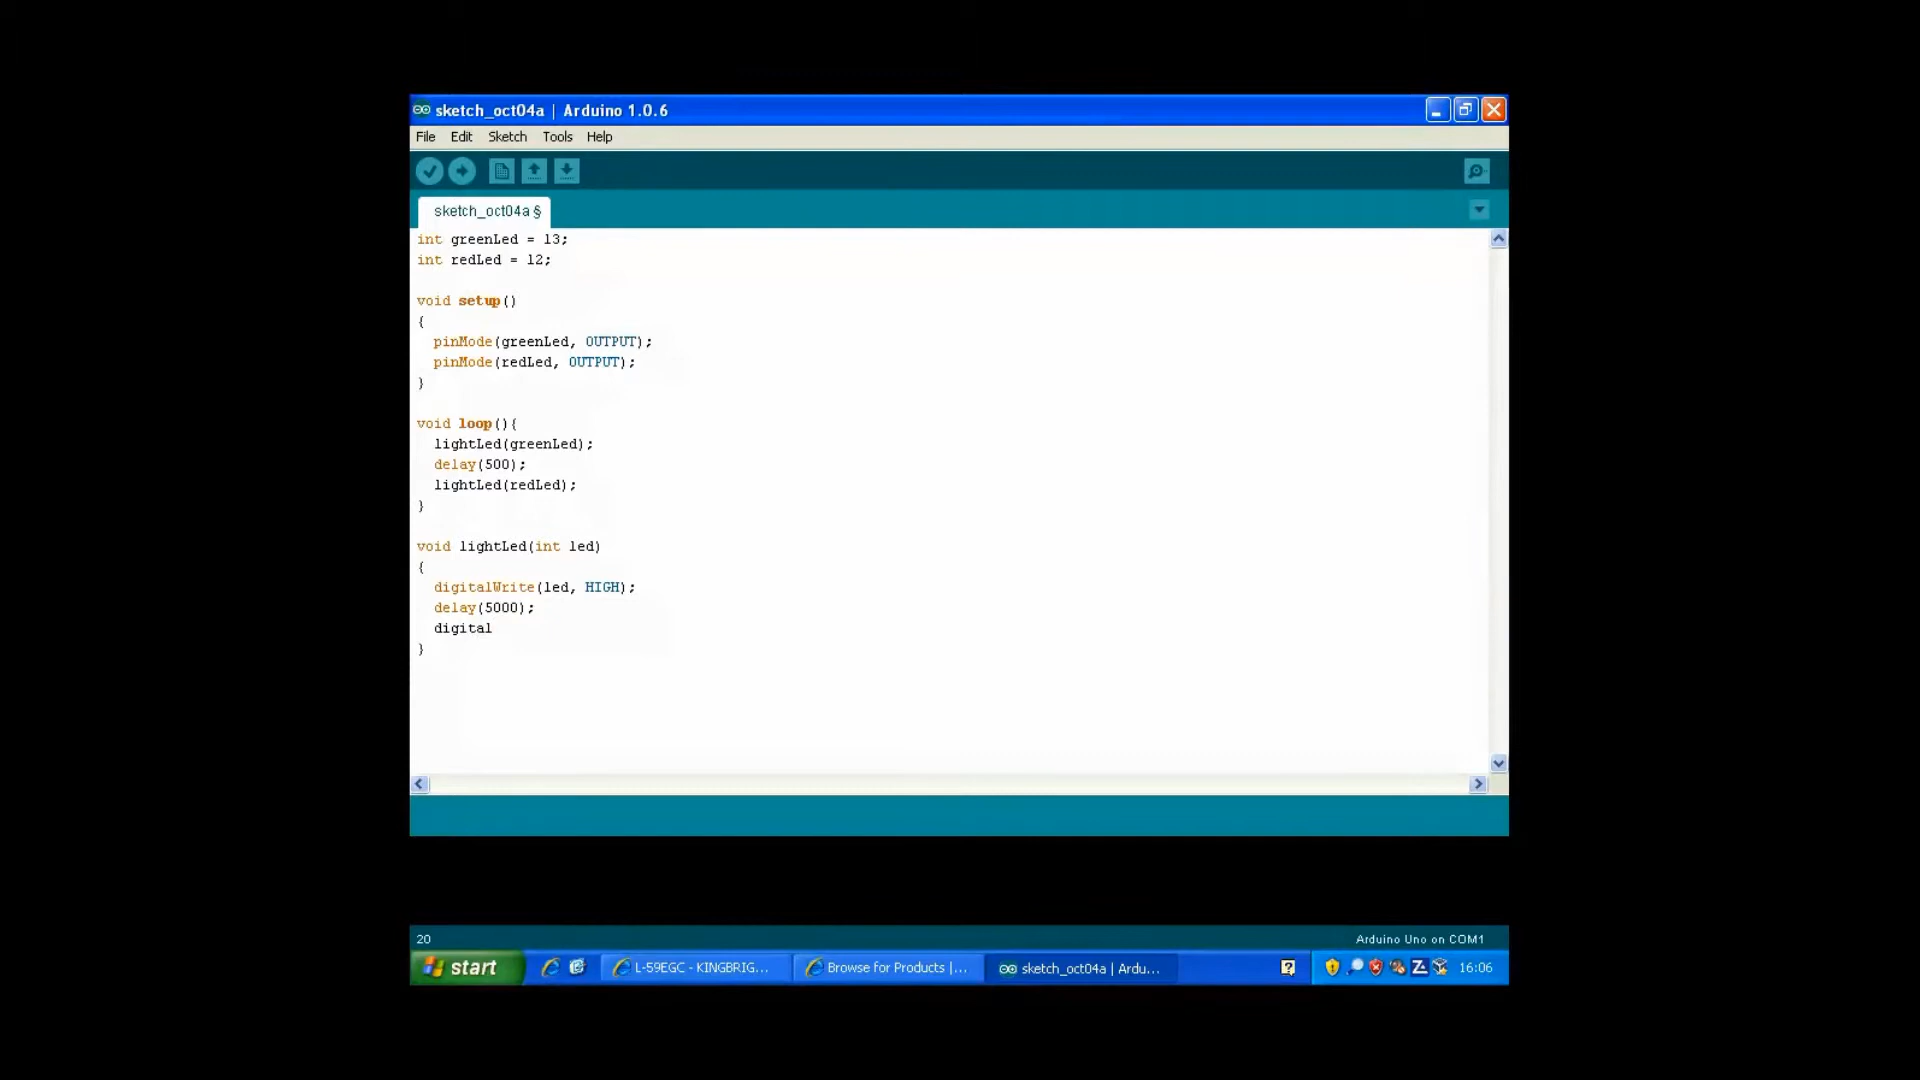 sketch_oct04a | Arduino 1.0.6
File Edit Sketch Tools Help
sketch_oct04a §
int greenLed = 13;
int redLed = 12;
void setup()
{
pinMode(greenLed, OUTPUT);
pinMode(redLed, OUTPUT);
}
void loop(){
lightLed(greenLed);
delay(500);
lightLed(redLed);
}
void lightLed(int led)
{
digitalWrite(led, HIGH);
delay(5000);
digital
}
20 Arduino Uno on COM1
start L-59EGC - KINGBRIG... Browse for Products |... sketch_oct04a | Ardu... 16:06